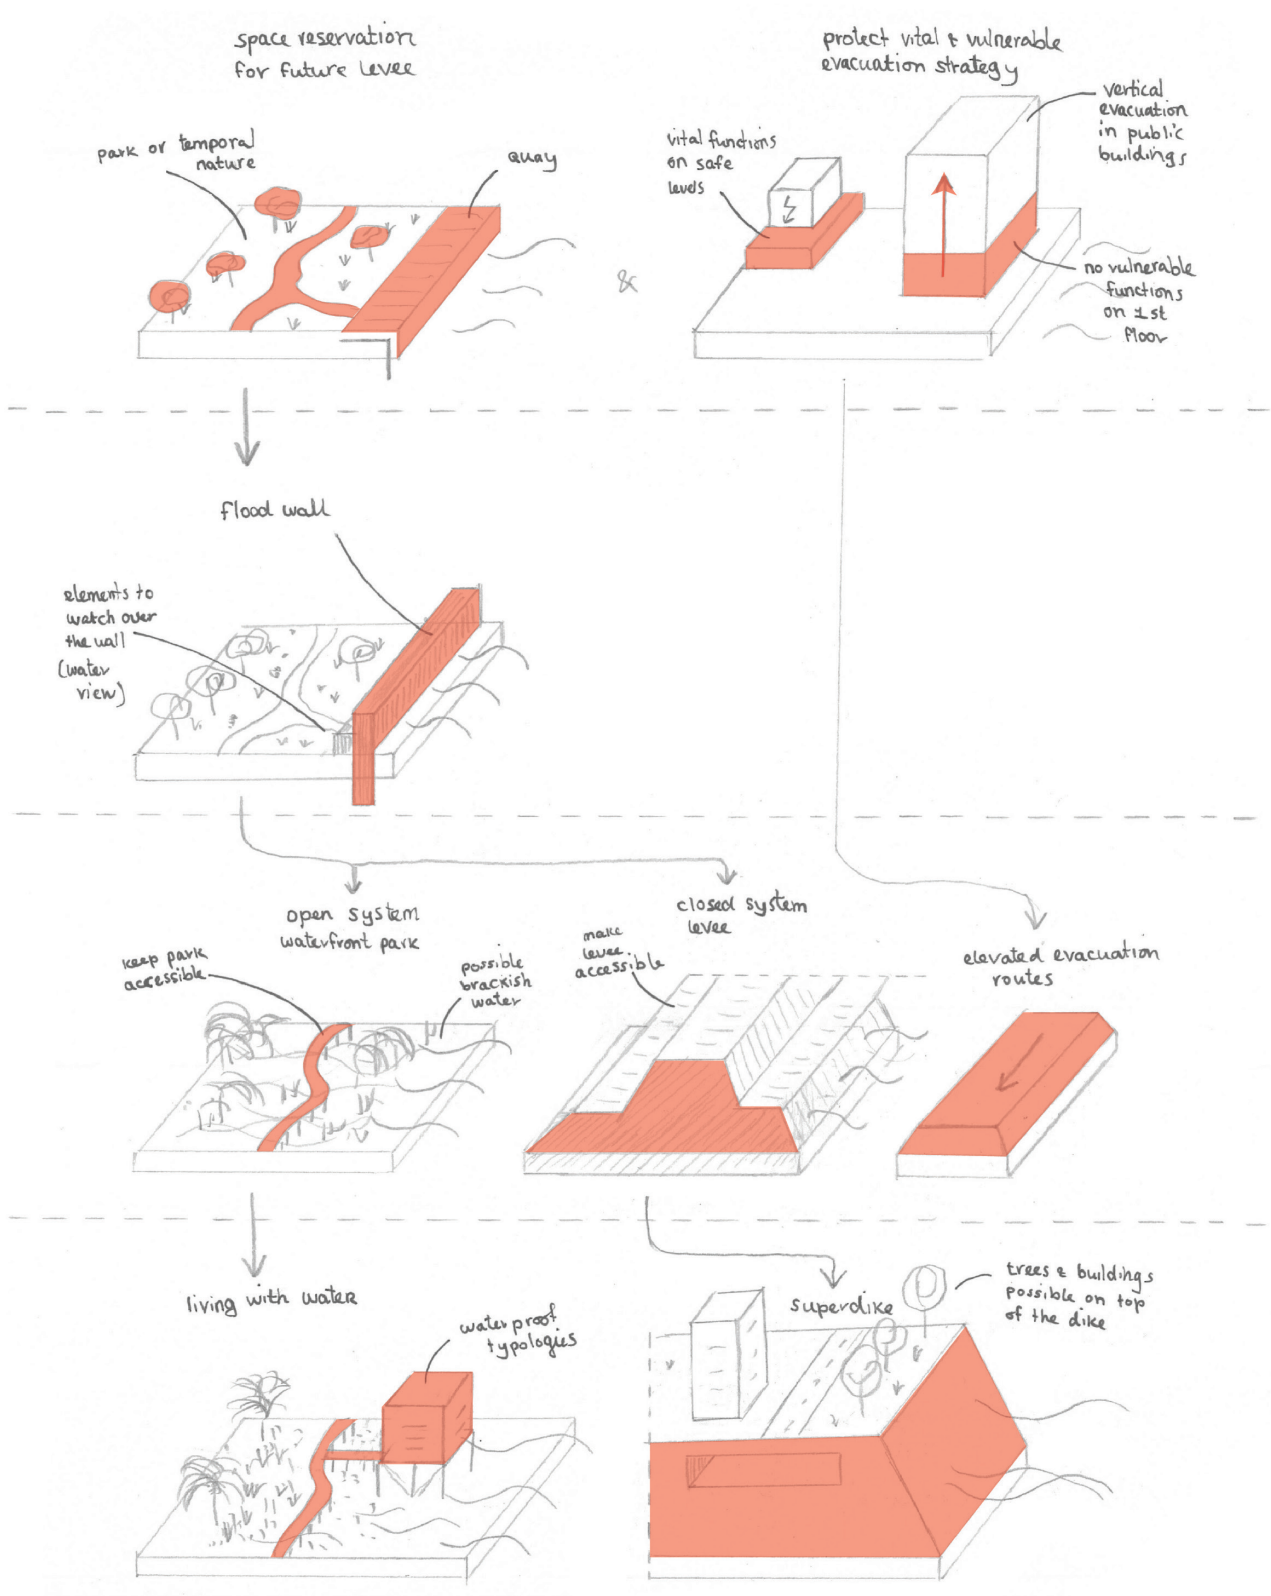 space reservation
for future levee
protect vital & vulnerable
evacuation strategy
park or temporal
nature
quay
vital functions
on safe
levels
vertical
evacuation
in public
buildings
&
no vulnerable
functions
on 1st
floor
flood wall
elements to
watch over
the wall
(water
view)
open system
waterfront park
keep park
accessible
possible
brackish
water
closed system
levee
make
levee
accessible
elevated evacuation
routes
living with water
waterproof
typologies
superdike
trees & buildings
possible on top
of the dike